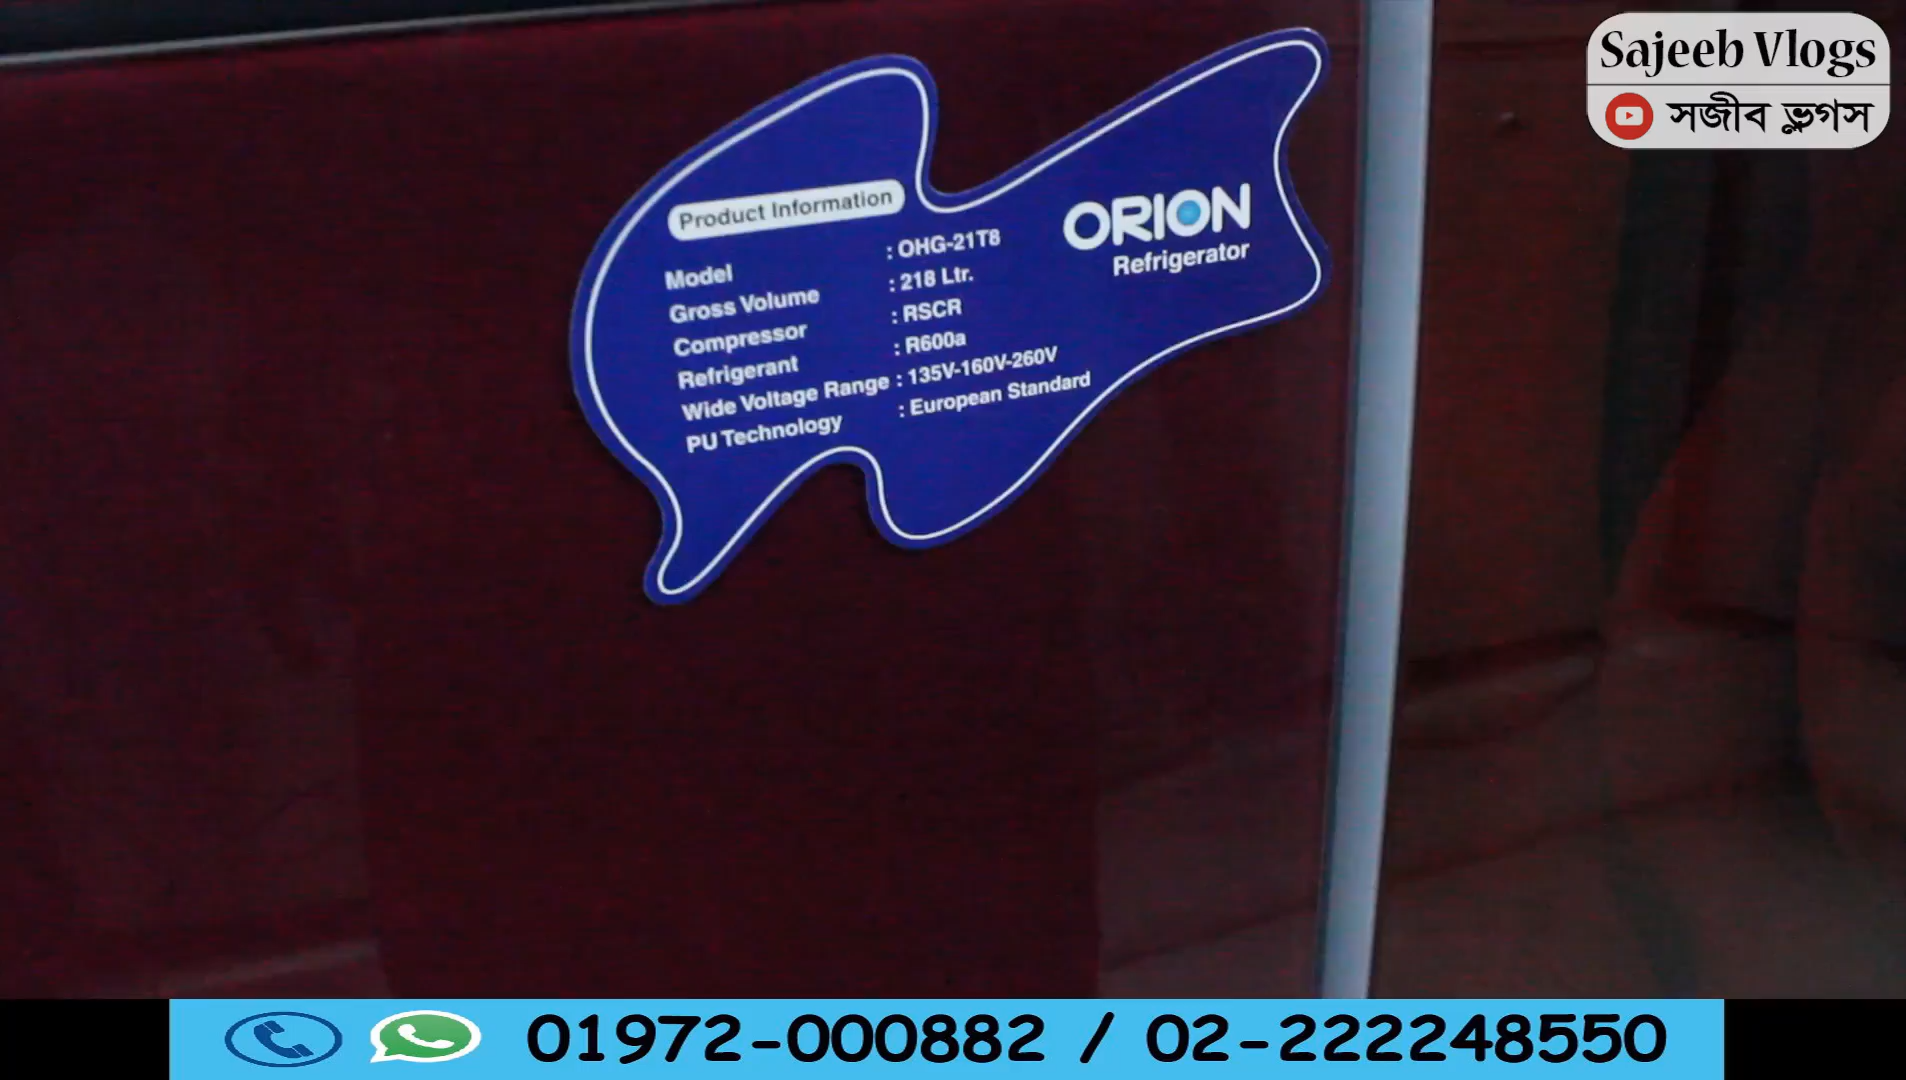 Sajeeb Vlogs
সজীব ভ্লগস
Product Information
Model : OHG-21T8
Gross Volume : 218 Ltr.
Compressor : RSCR
Refrigerant : R600a
Wide Voltage Range : 135V-160V-260V
PU Technology : European Standard
ORION
Refrigerator
01972-000882 / 02-222248550